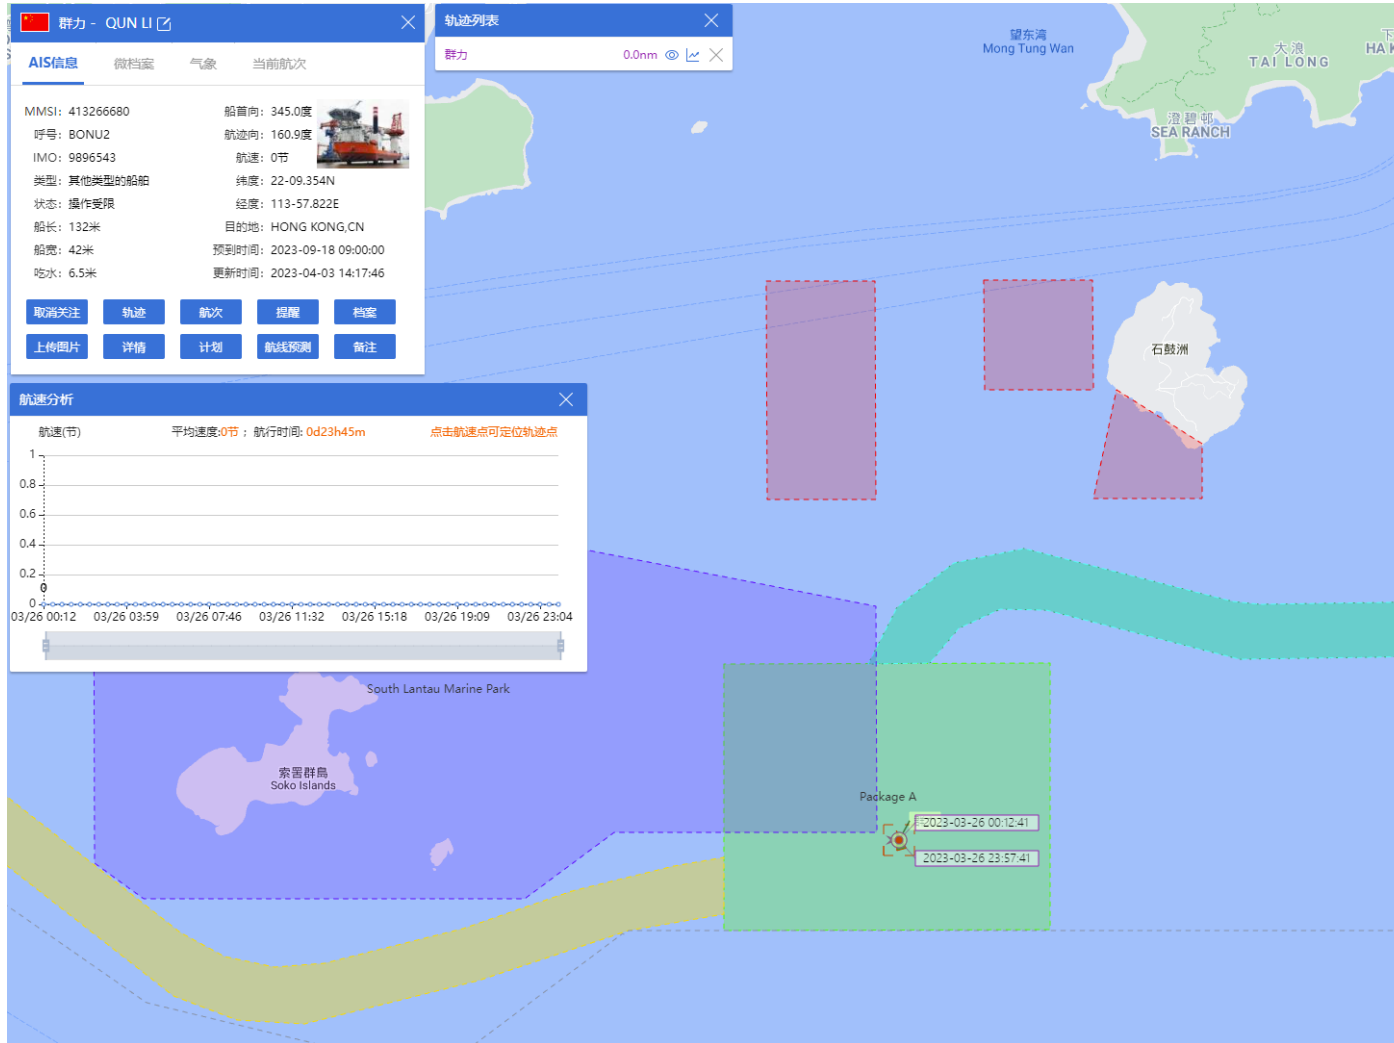 群力 - QUN LI
AIS信息 微档案 气象 当前航次
MMSI: 413266680 船首向: 345.0度
呼号: BONU2 航迹向: 160.9度
IMO: 9896543 航速: 0节
类型: 其他类型的船舶 纬度: 22-09.354N
状态: 操作受限 经度: 113-57.822E
船长: 132米 目的地: HONG KONG,CN
船宽: 42米 预到时间: 2023-09-18 09:00:00
吃水: 6.5米 更新时间: 2023-04-03 14:17:46
取消关注 轨迹 航次 提醒 档案
上传图片 详情 计划 航线预测 备注
轨迹列表
群力 0.0nm
航速分析
航速(节) 平均速度:0节 ; 航行时间: 0d23h45m 点击航速点可定位轨迹点
1
0.8
0.6
0.4
0.2
0
0
03/26 00:12 03/26 03:59 03/26 07:46 03/26 11:32 03/26 15:18 03/26 19:09 03/26 23:04
望东湾
Mong Tung Wan
大浪
TAI LONG
下
HA K
澄碧邨
SEA RANCH
石鼓洲
South Lantau Marine Park
索罟群島
Soko Islands
Package A
2023-03-26 00:12:41
2023-03-26 23:57:41